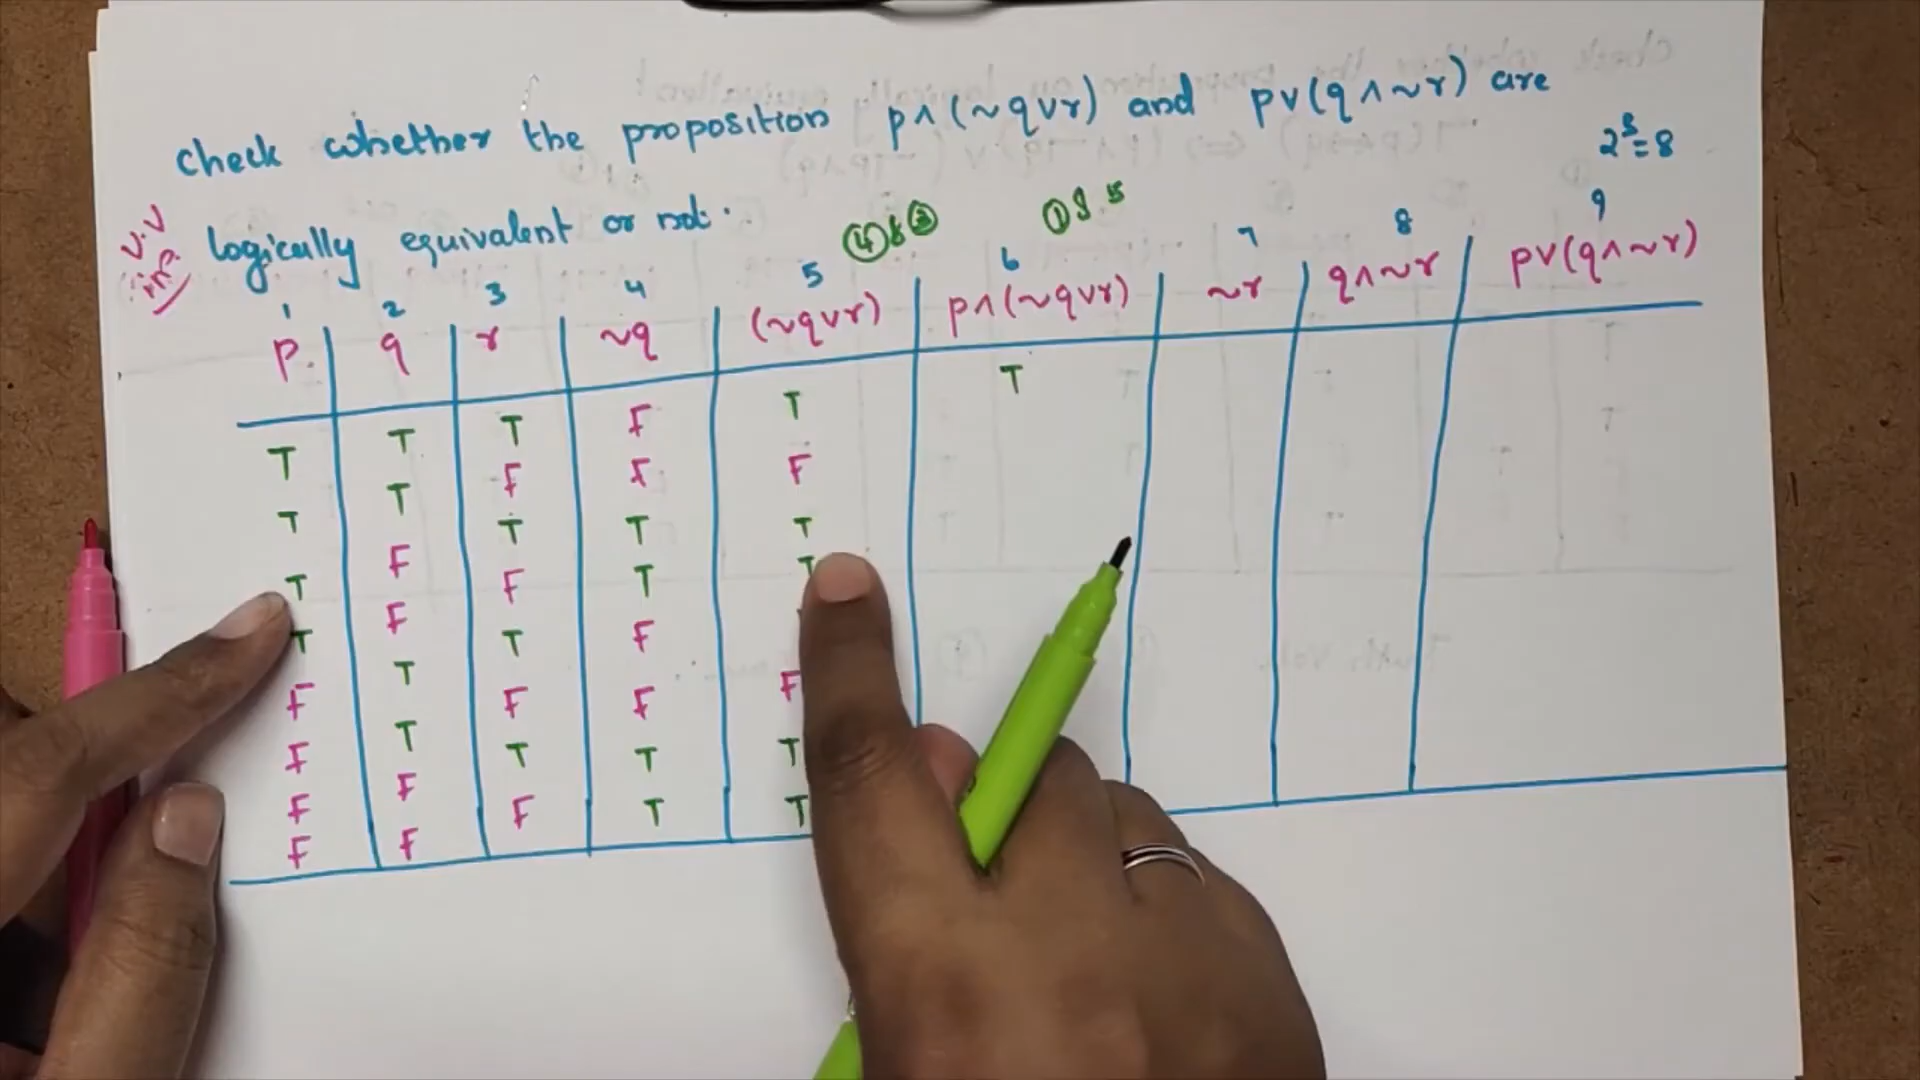 check whether the proposition p∧(~q∨r) and p∨(q∧~r) are
2³=8
logically equivalent or not.
v.v
imp.
④ & ③
① & 5
1 2 3 4 5 6 7 8 9
p. q r ~q (~q∨r) p∧(~q∨r) ~r q∧~r p∨(q∧~r)
T T T F T T
T T F F F
T F T T T
T F F T T
F T T F
F T F F F
F F T T T
F F F T T